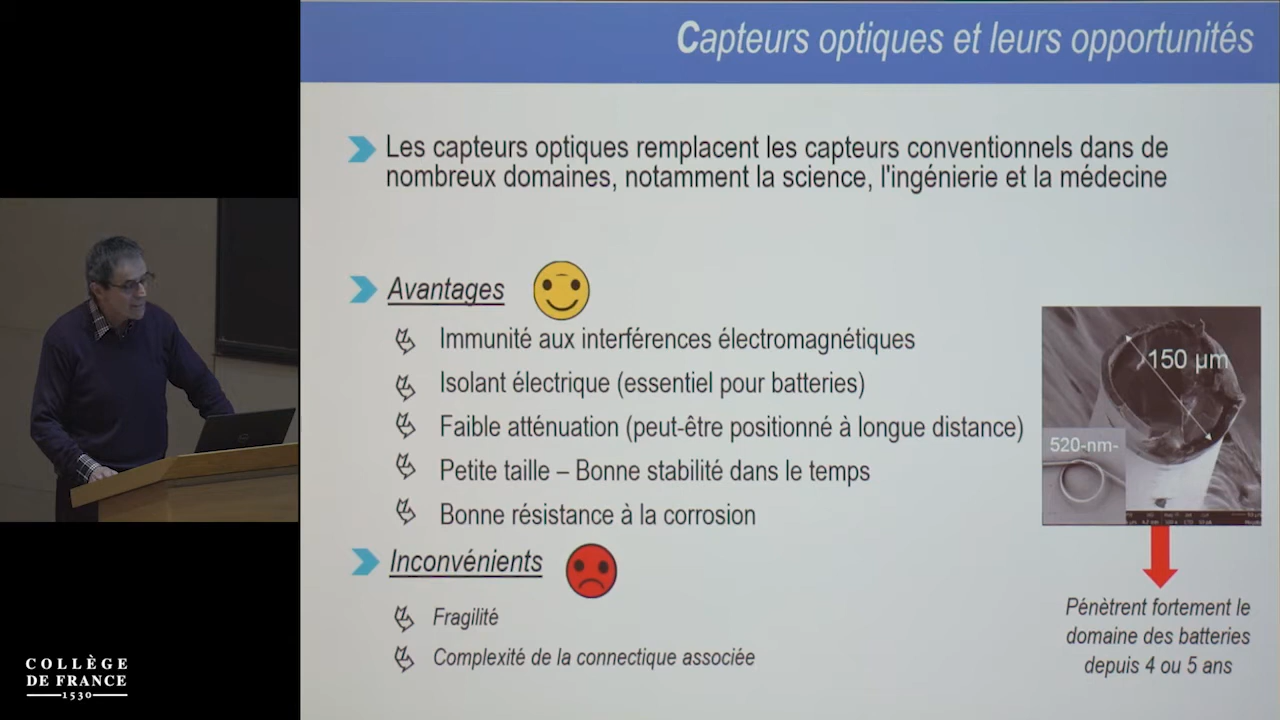 Capteurs optiques et leurs opportunités
Les capteurs optiques remplacent les capteurs conventionnels dans de
nombreux domaines, notamment la science, l'ingénierie et la médecine
Avantages
Immunité aux interférences électromagnétiques
Isolant électrique (essentiel pour batteries)
Faible atténuation (peut-être positionné à longue distance)
Petite taille – Bonne stabilité dans le temps
Bonne résistance à la corrosion
Inconvénients
Fragilité
Complexité de la connectique associée
150 µm
520-nm-
Pénètrent fortement le
domaine des batteries
depuis 4 ou 5 ans
COLLÈGE
DE FRANCE
1530